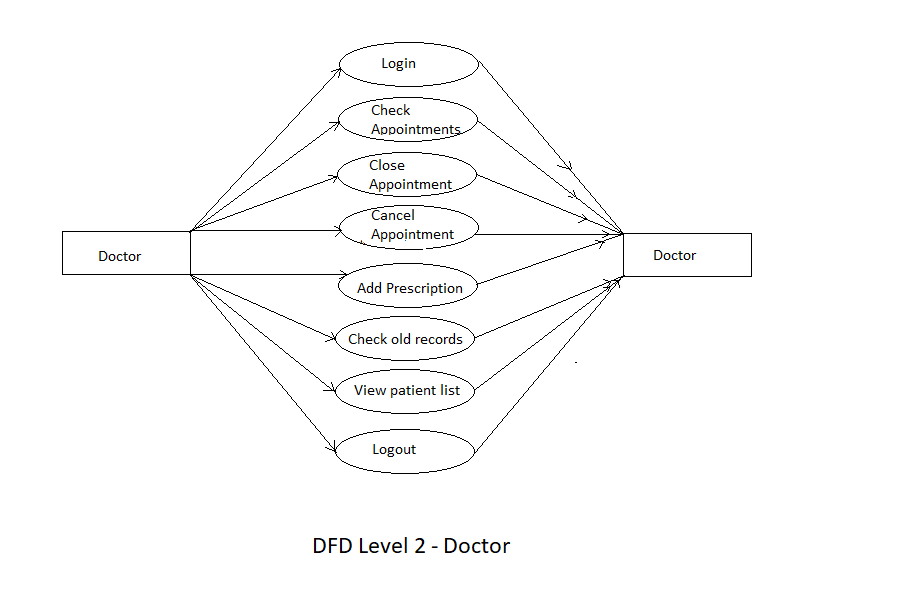 Login
Check
Appointments
Close
Appointment
Cancel
Appointment
Doctor
Doctor
Add Prescription
Check old records
View patient list
Logout
DFD Level 2 - Doctor